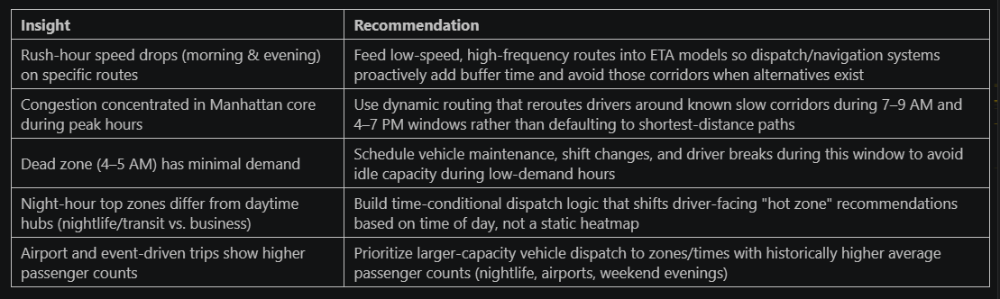 Insight
Recommendation
Rush-hour speed drops (morning & evening)
on specific routes
Feed low-speed, high-frequency routes into ETA models so dispatch/navigation systems
proactively add buffer time and avoid those corridors when alternatives exist
Congestion concentrated in Manhattan core
during peak hours
Use dynamic routing that reroutes drivers around known slow corridors during 7–9 AM and
4–7 PM windows rather than defaulting to shortest-distance paths
Dead zone (4–5 AM) has minimal demand
Schedule vehicle maintenance, shift changes, and driver breaks during this window to avoid
idle capacity during low-demand hours
Night-hour top zones differ from daytime
hubs (nightlife/transit vs. business)
Build time-conditional dispatch logic that shifts driver-facing "hot zone" recommendations
based on time of day, not a static heatmap
Airport and event-driven trips show higher
passenger counts
Prioritize larger-capacity vehicle dispatch to zones/times with historically higher average
passenger counts (nightlife, airports, weekend evenings)